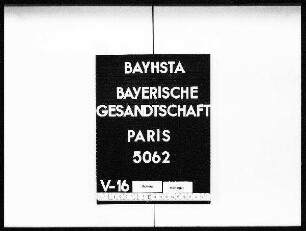 BAYHSTA
BAYERISCHE
GESANDTSCHAFT
PARIS
5062
V-16